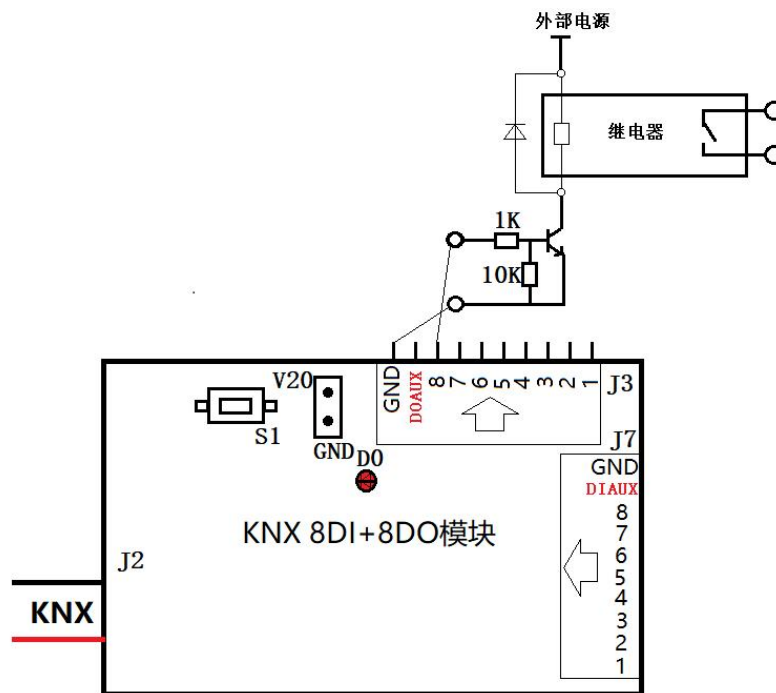 外部电源
继电器
1K
10K
GND
DOAUX
8
7
6
5
4
3
2
1
J3
V20
GND
S1
D0
J7
GND
DIAUX
8
7
6
5
4
3
2
1
KNX 8DI+8DO模块
J2
KNX